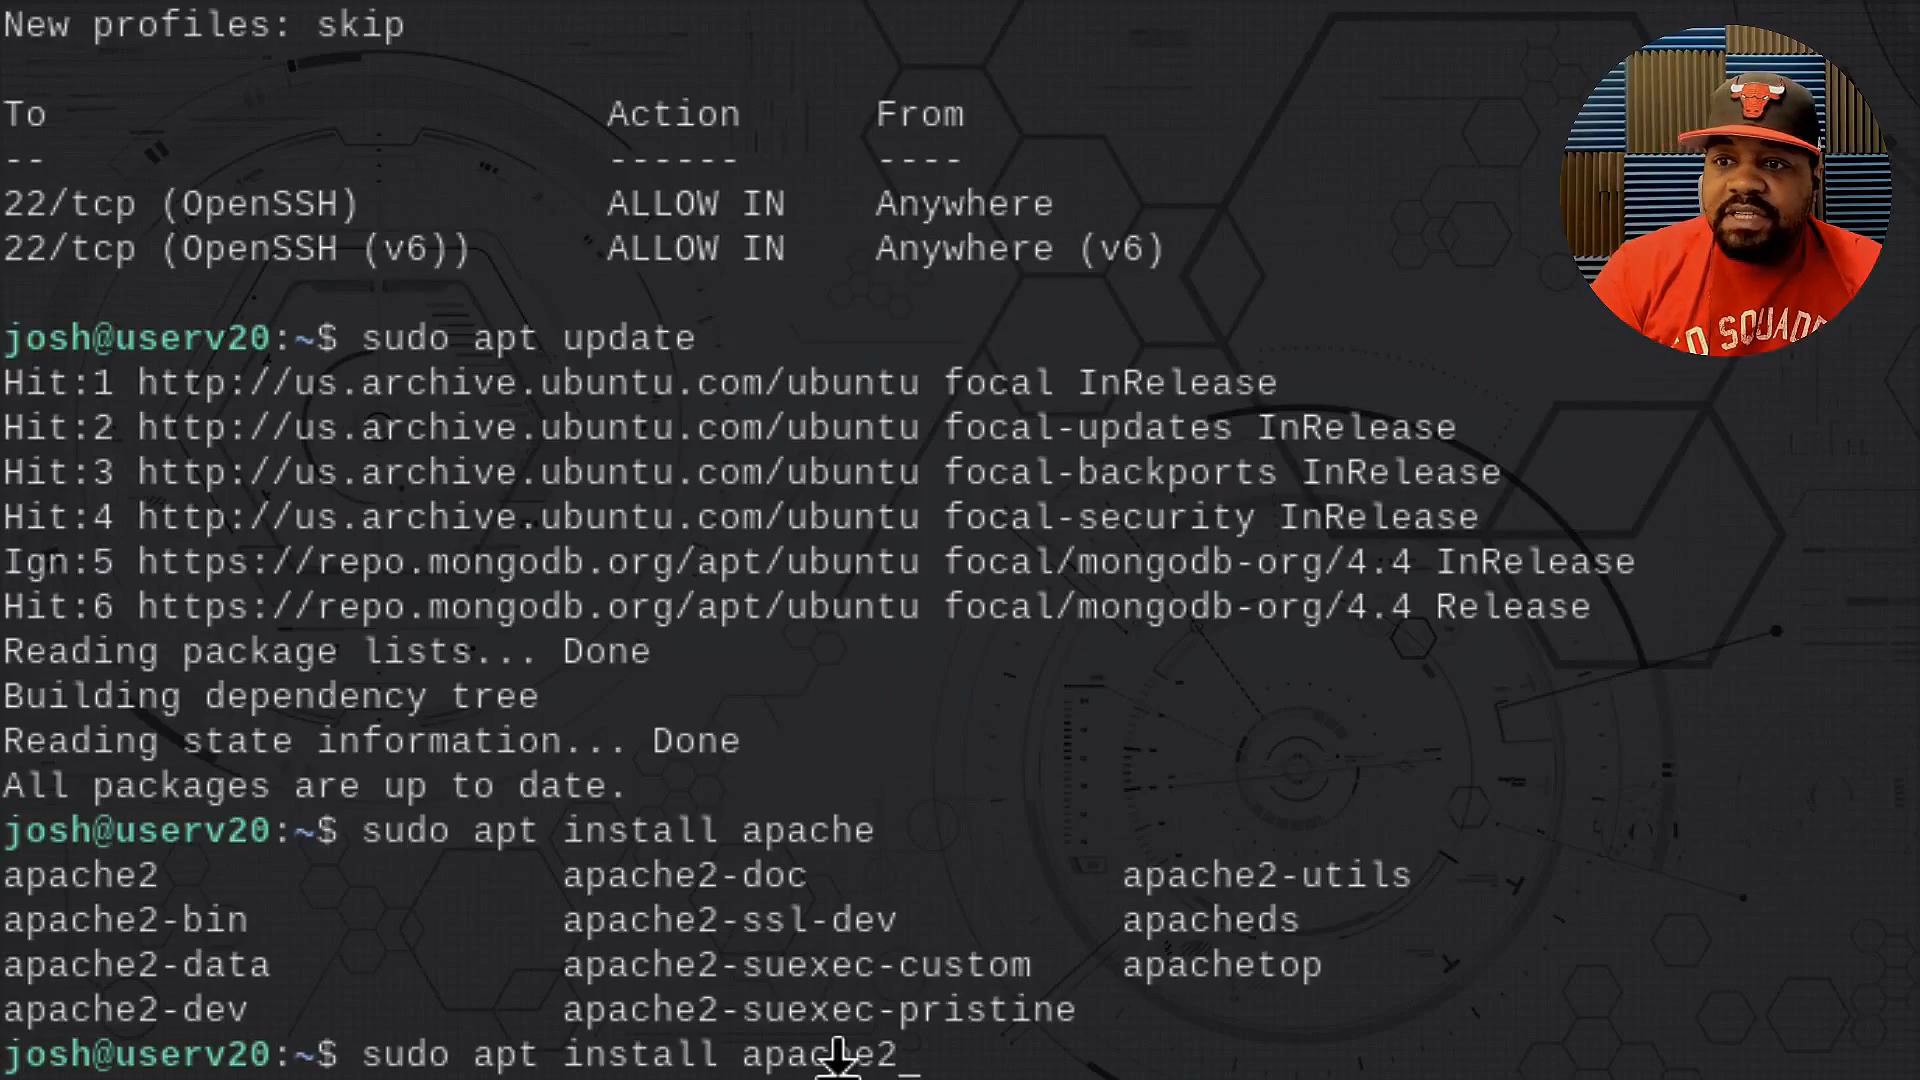 New profiles: skip
To Action From
-- ------ ----
22/tcp (OpenSSH) ALLOW IN Anywhere
22/tcp (OpenSSH (v6)) ALLOW IN Anywhere (v6)
josh@userv20:~$ sudo apt update
Hit:1 http://us.archive.ubuntu.com/ubuntu focal InRelease
Hit:2 http://us.archive.ubuntu.com/ubuntu focal-updates InRelease
Hit:3 http://us.archive.ubuntu.com/ubuntu focal-backports InRelease
Hit:4 http://us.archive.ubuntu.com/ubuntu focal-security InRelease
Ign:5 https://repo.mongodb.org/apt/ubuntu focal/mongodb-org/4.4 InRelease
Hit:6 https://repo.mongodb.org/apt/ubuntu focal/mongodb-org/4.4 Release
Reading package lists... Done
Building dependency tree
Reading state information... Done
All packages are up to date.
josh@userv20:~$ sudo apt install apache
apache2 apache2-doc apache2-utils
apache2-bin apache2-ssl-dev apacheds
apache2-data apache2-suexec-custom apachetop
apache2-dev apache2-suexec-pristine
josh@userv20:~$ sudo apt install apache2_